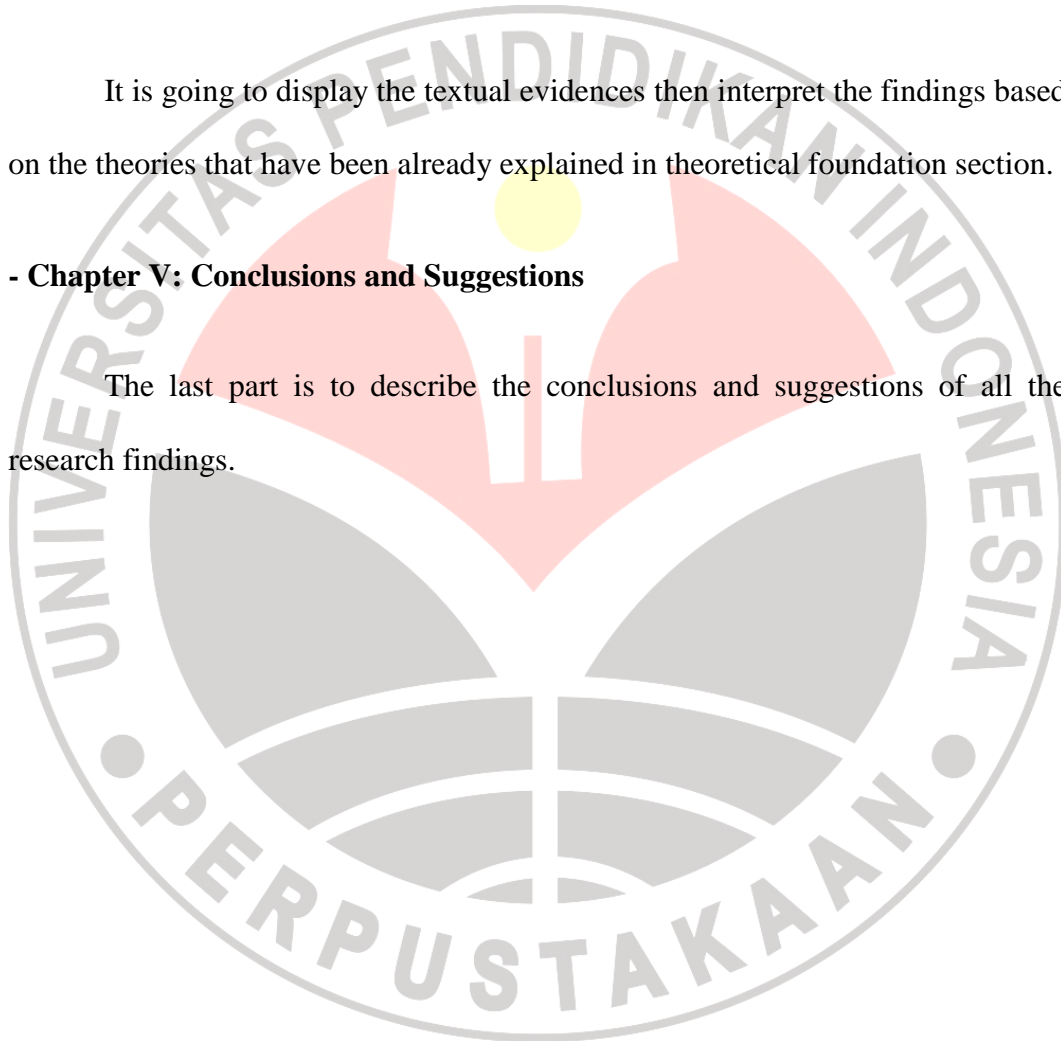 It is going to display the textual evidences then interpret the findings based
on the theories that have been already explained in theoretical foundation section.
- Chapter V: Conclusions and Suggestions
The last part is to describe the conclusions and suggestions of all the
research findings.
UNIVERSITAS PENDIDIKAN INDONESIA
PERPUSTAKAAN